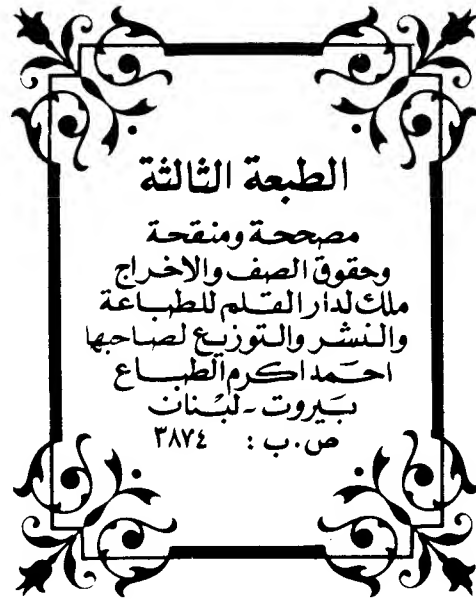 الطبعة الثالثة
مصححة ومنقحة
وحقوق الصف والاخراج
ملك لدار القلم للطباعة
والنشر والتوزيع لصاحبها
احمد اكرم الطباع
بيروت - لبنان
ص.ب : ٣٨٧٤